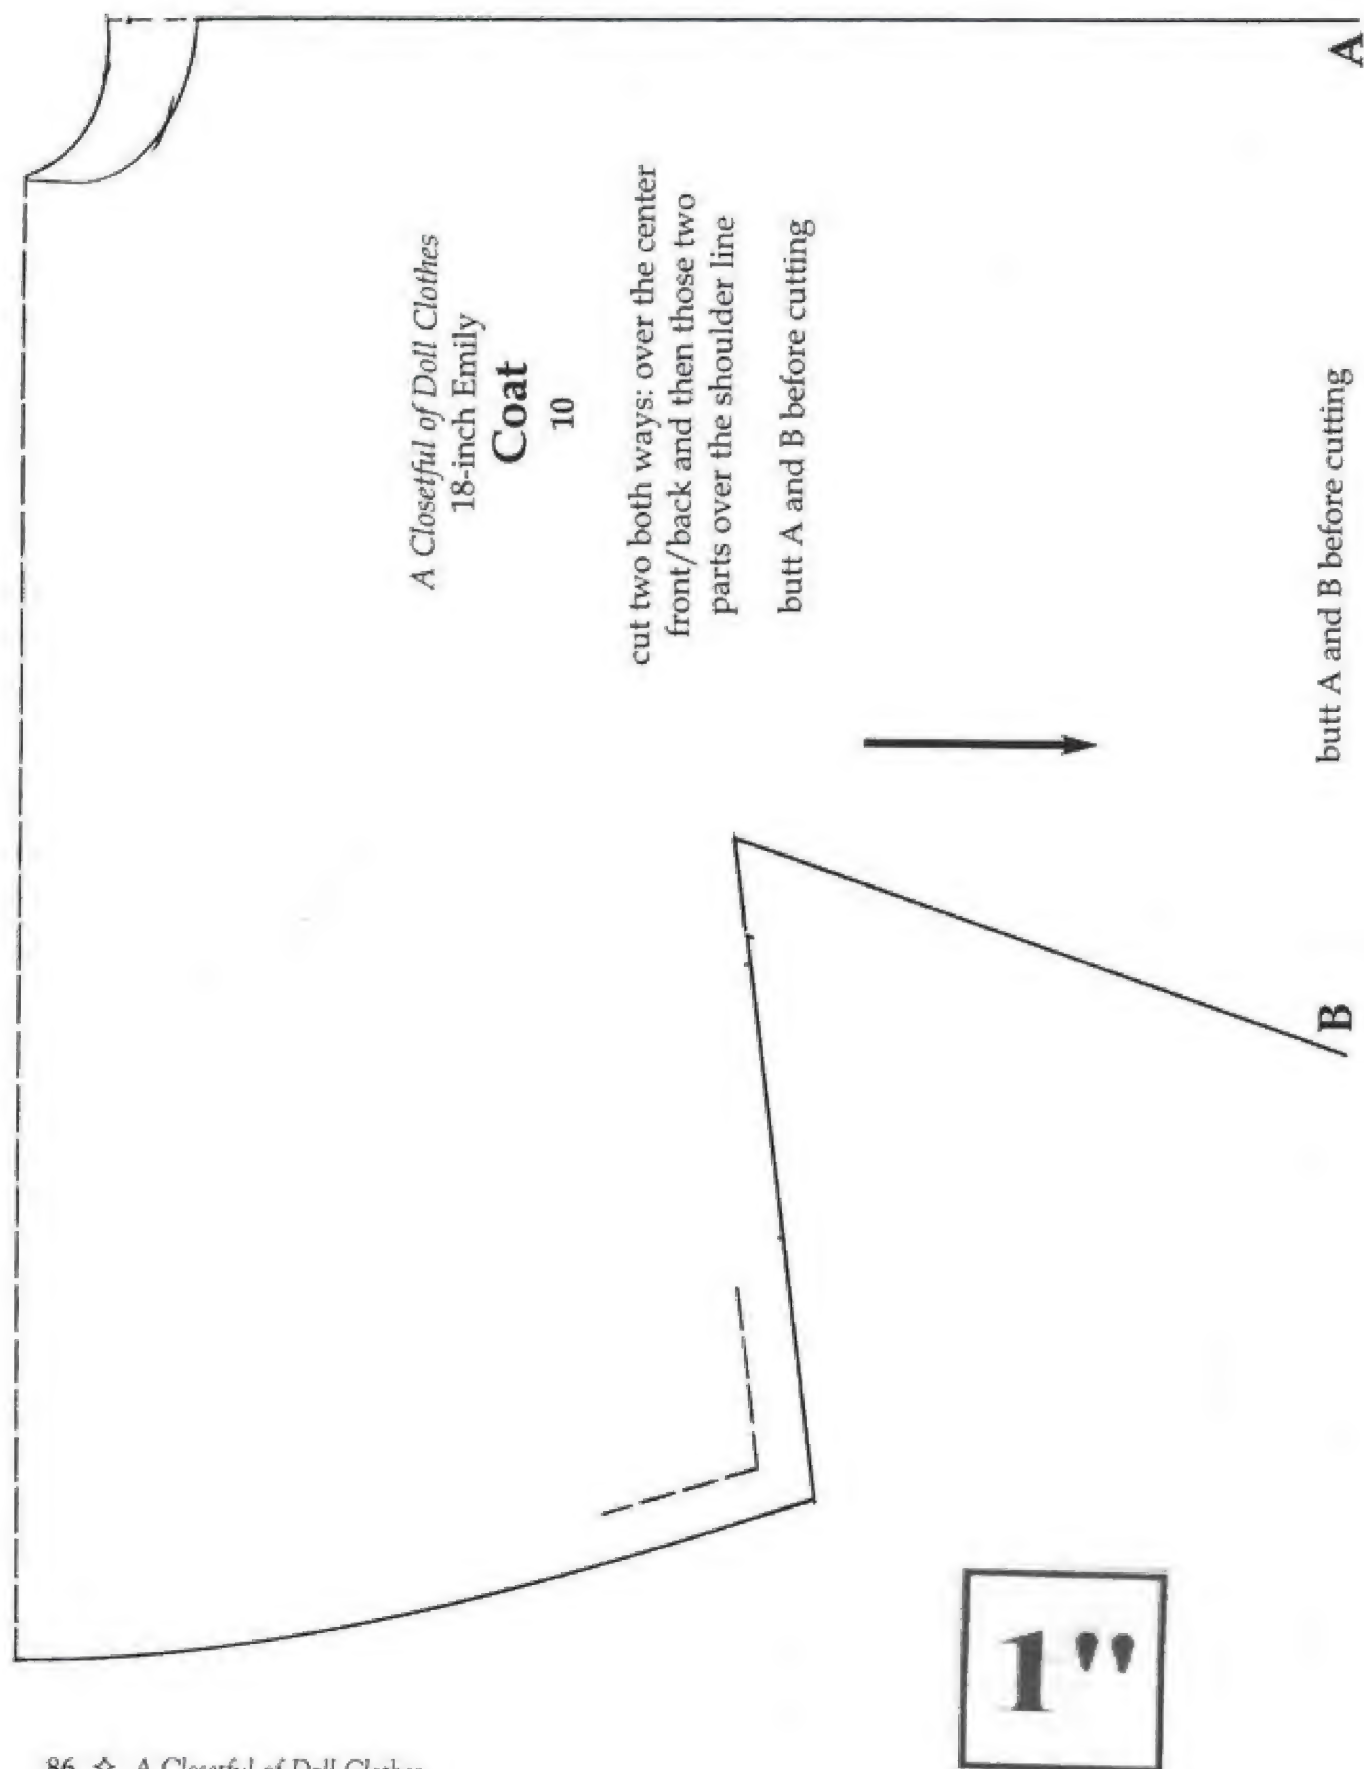 A Closetful of Doll Clothes
18-inch Emily
Coat
10
cut two both ways: over the center
front/back and then those two
parts over the shoulder line
butt A and B before cutting
butt A and B before cutting
A
B
1"
86 ✧ A Closetful of Doll Clothes